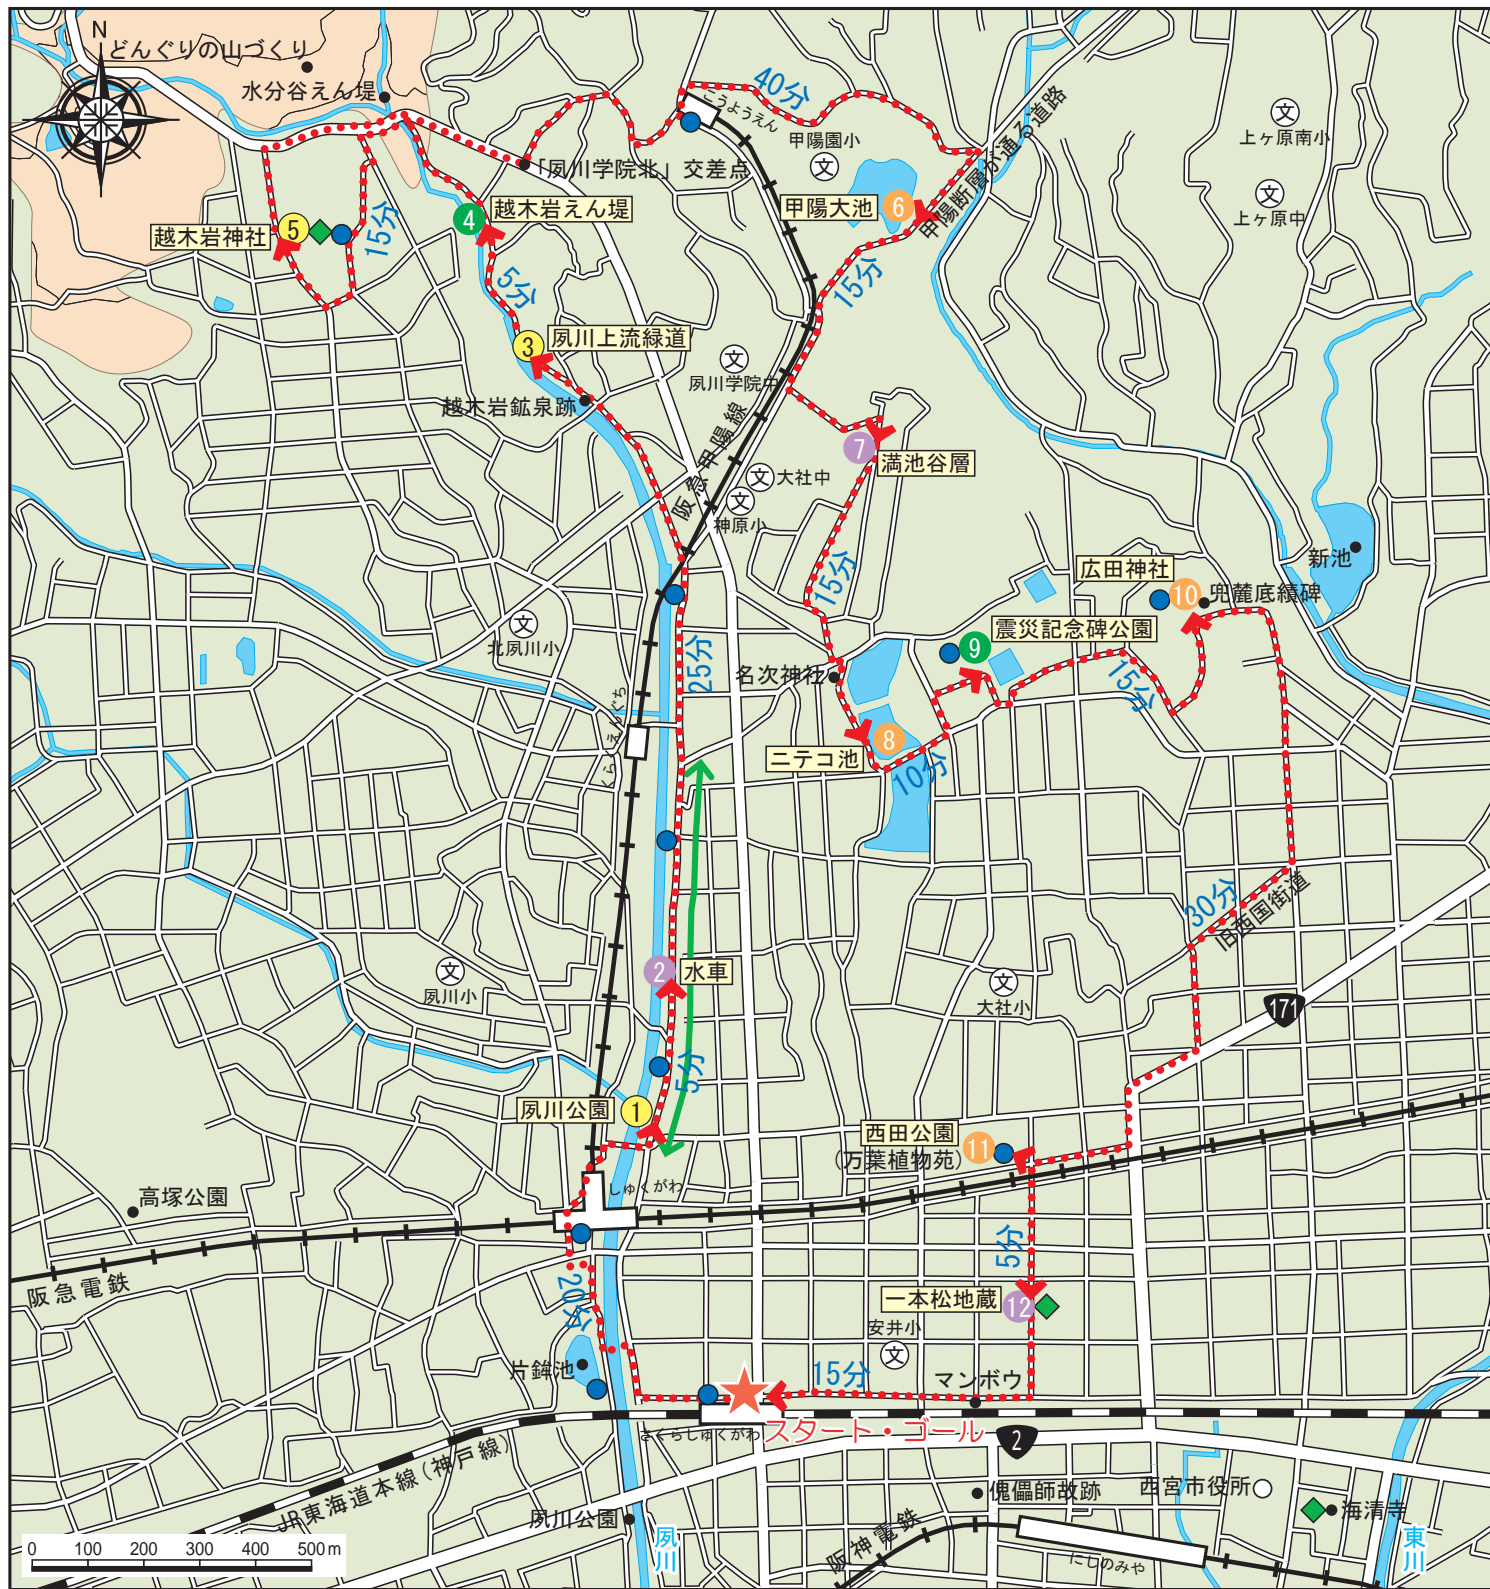 N
どんぐりの山づくり
水分谷えん堤
こうようえん
40分
甲陽園小
文
甲陽断層が通る道路
文
上ヶ原南小
文
上ヶ原中
「夙川学院北」交差点
越木岩神社
5
15分
4
越木岩えん堤
甲陽大池
6
5分
15分
3
夙川上流緑道
文
夙川学院中
越木岩鉱泉跡
阪急甲陽線
7
満池谷層
文
大社中
文
神原小
15分
新池
広田神社
10
兜麓底績碑
文
北夙川小
25分
名次神社
9
震災記念碑公園
15分
くらくえんぐち
ニテコ池
8
10分
30分
旧西国街道
2
水車
文
夙川小
文
大社小
171
5分
夙川公園
1
西田公園
(万葉植物苑)
11
しゅくがわ
高塚公園
阪急電鉄
5分
20分
一本松地蔵
12
安井小
文
片鉾池
15分
マンボウ
さくらしゅくがわ
スタート・ゴール
2
JR東海道本線(神戸線)
夙川公園
夙川
阪神電鉄
傀儡師故跡
西宮市役所
海清寺
にしのみや
東川
0 100 200 300 400 500m